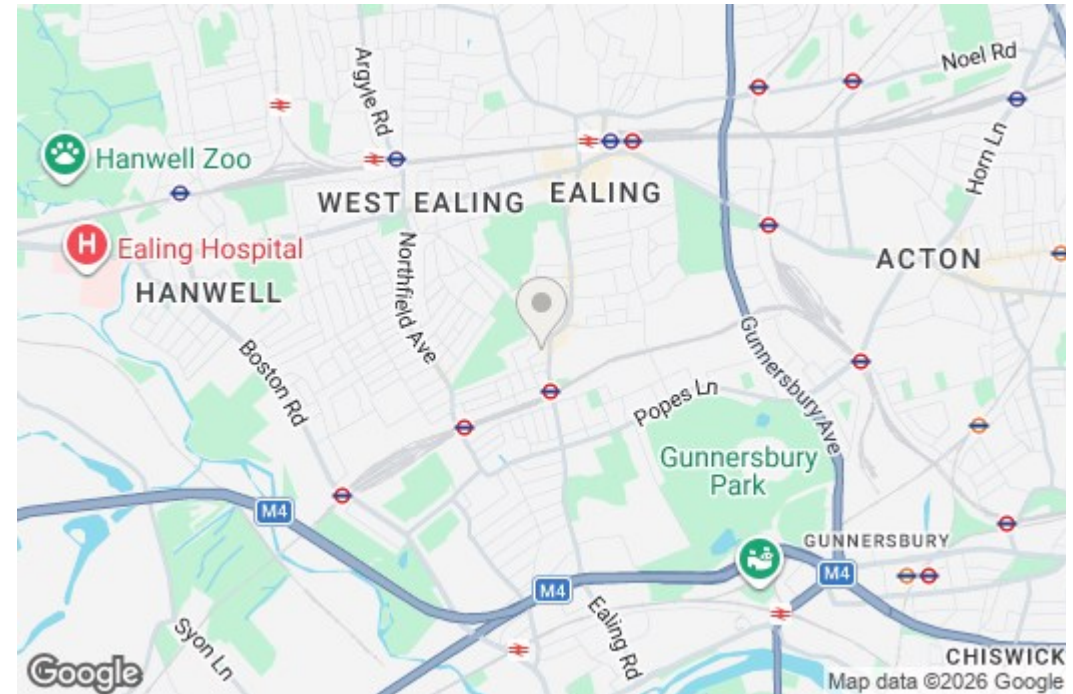 Noel Rd
Argyle Rd
Horn Ln
Hanwell Zoo
WEST EALING
EALING
H
Ealing Hospital
ACTON
HANWELL
Northfield Ave
Gunnersbury Ave
Boston Rd
Popes Ln
Gunnersbury
Park
M4
GUNNERSBURY
M4
M4
Ealing Rd
Syon Ln
CHISWICK
Google
Map data ©2026 Google